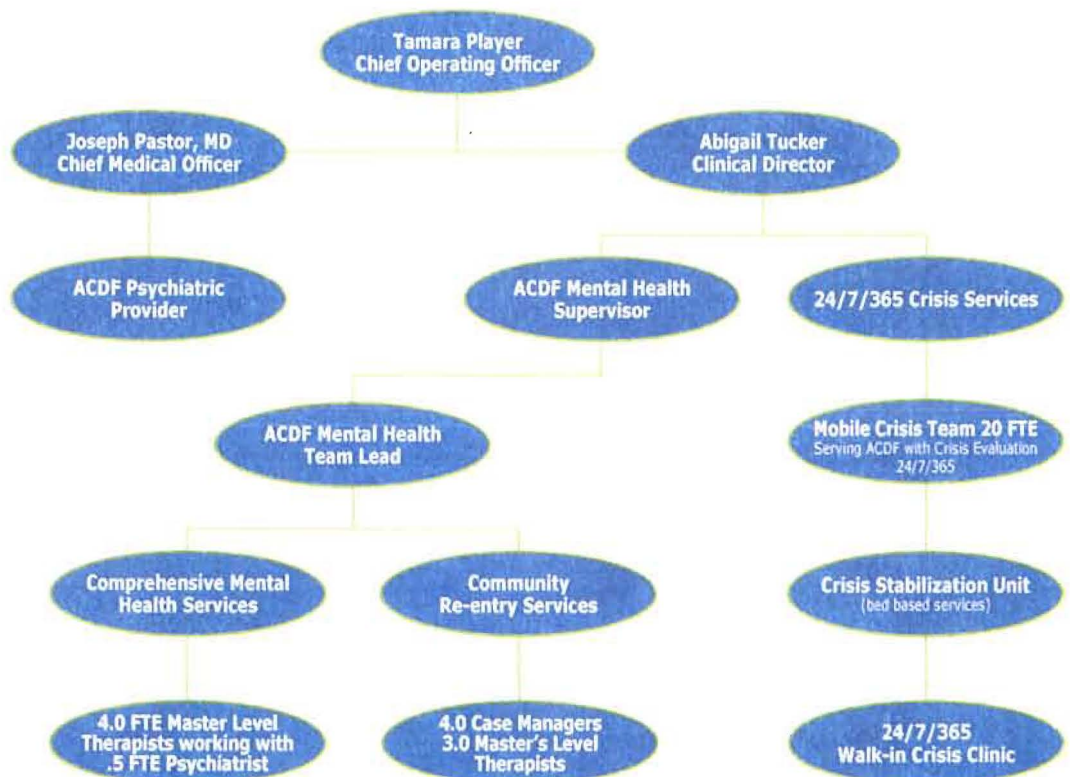 Tamara Player
Chief Operating Officer
Joseph Pastor, MD
Chief Medical Officer
Abigail Tucker
Clinical Director
ACDF Psychiatric
Provider
ACDF Mental Health
Supervisor
24/7/365 Crisis Services
ACDF Mental Health
Team Lead
Mobile Crisis Team 20 FTE
Serving ACDF with Crisis Evaluation
24/7/365
Comprehensive Mental
Health Services
Community
Re-entry Services
Crisis Stabilization Unit
(bed based services)
4.0 FTE Master Level
Therapists working with
.5 FTE Psychiatrist
4.0 Case Managers
3.0 Master's Level
Therapists
24/7/365
Walk-in Crisis Clinic